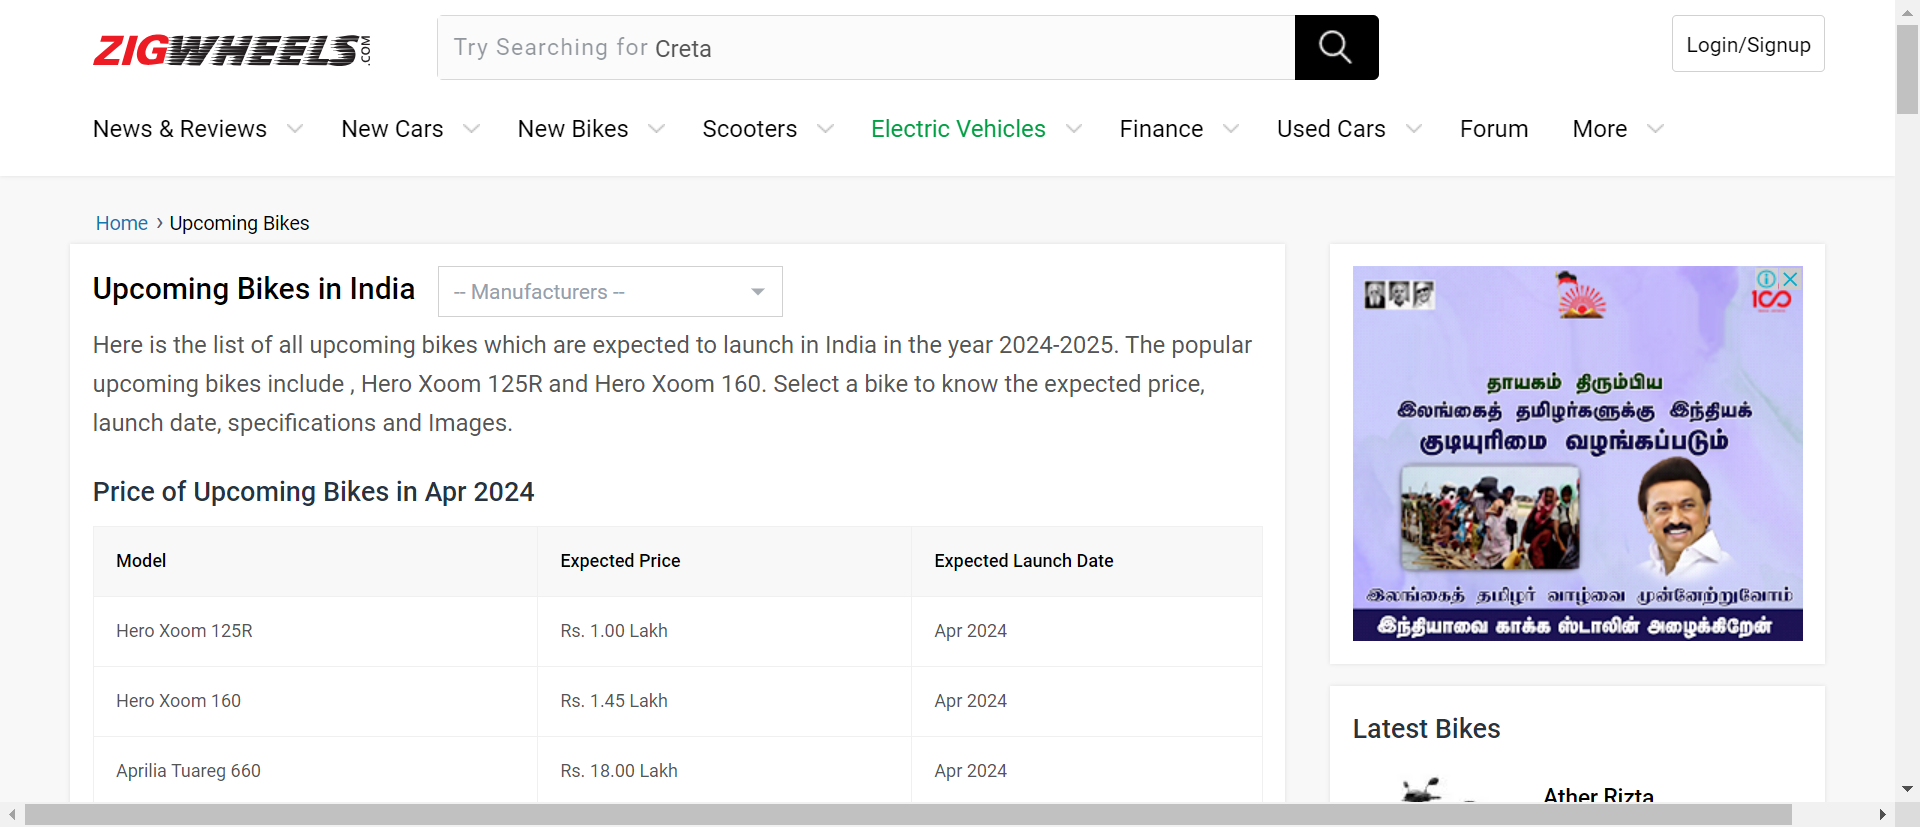 ZIGWHEELS.COM
Try Searching for Creta
Login/Signup
News & Reviews
New Cars
New Bikes
Scooters
Electric Vehicles
Finance
Used Cars
Forum
More
Home › Upcoming Bikes
Upcoming Bikes in India
-- Manufacturers --
Here is the list of all upcoming bikes which are expected to launch in India in the year 2024-2025. The popular
upcoming bikes include , Hero Xoom 125R and Hero Xoom 160. Select a bike to know the expected price,
launch date, specifications and Images.
Price of Upcoming Bikes in Apr 2024
Model Expected Price Expected Launch Date
Hero Xoom 125R Rs. 1.00 Lakh Apr 2024
Hero Xoom 160 Rs. 1.45 Lakh Apr 2024
Aprilia Tuareg 660 Rs. 18.00 Lakh Apr 2024
100
தாயகம் திரும்பிய
இலங்கைத் தமிழர்களுக்கு இந்தியக்
குடியுரிமை வழங்கப்படும்
இலங்கைத் தமிழர் வாழ்வை முன்னேற்றுவோம்
இந்தியாவை காக்க ஸ்டாலின் அழைக்கிறேன்
Latest Bikes
Ather Rizta